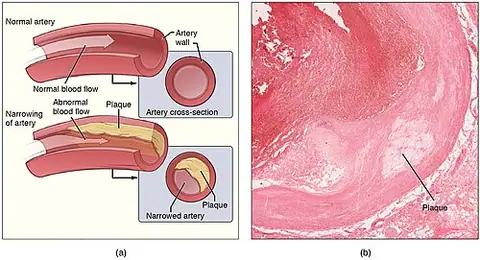 Normal artery
Artery
wall
Normal blood flow
Artery cross-section
Narrowing
of artery
Abnormal
blood flow
Plaque
Plaque
Narrowed artery
(a)
Plaque
(b)